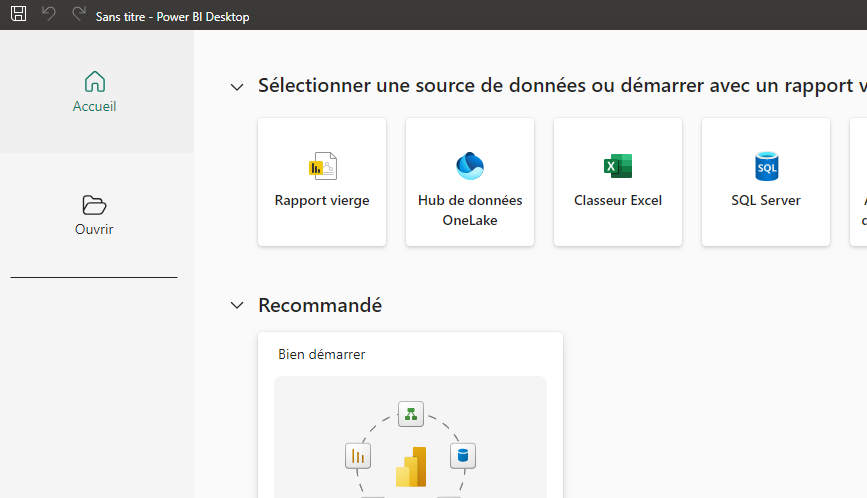 Sans titre - Power BI Desktop
Accueil
Ouvrir
Sélectionner une source de données ou démarrer avec un rapport
Rapport vierge
Hub de données
OneLake
Classeur Excel
SQL
SQL Server
Recommandé
Bien démarrer